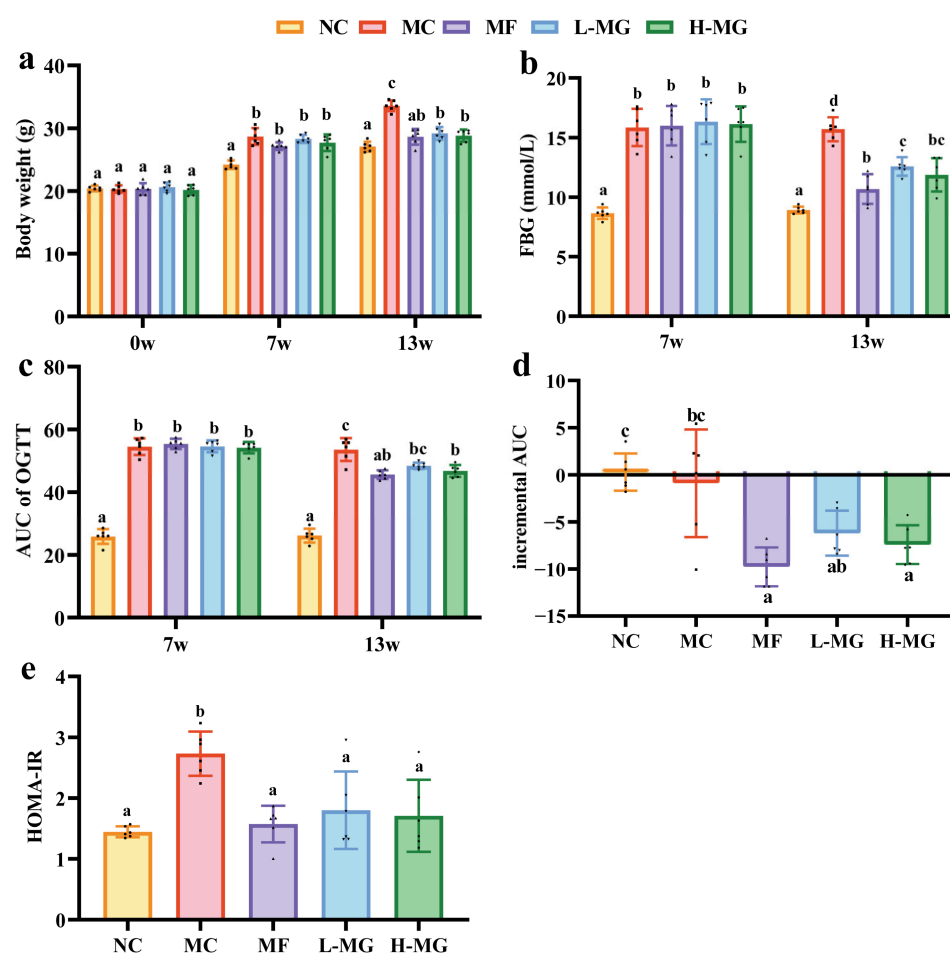 NC MC MF L-MG H-MG
a
Body weight (g)
40
30
20
10
0
a a a a a
a b b b b
a c ab b b
0w 7w 13w
b
FBG (mmol/L)
20
15
10
5
0
a b b b b
a d b c bc
7w 13w
c
AUC of OGTT
80
60
40
20
0
a b b b b
a c ab bc b
7w 13w
d
incremental AUC
10
5
0
−5
−10
−15
c bc a ab a
NC MC MF L-MG H-MG
e
HOMA-IR
4
3
2
1
0
a b a a a
NC MC MF L-MG H-MG